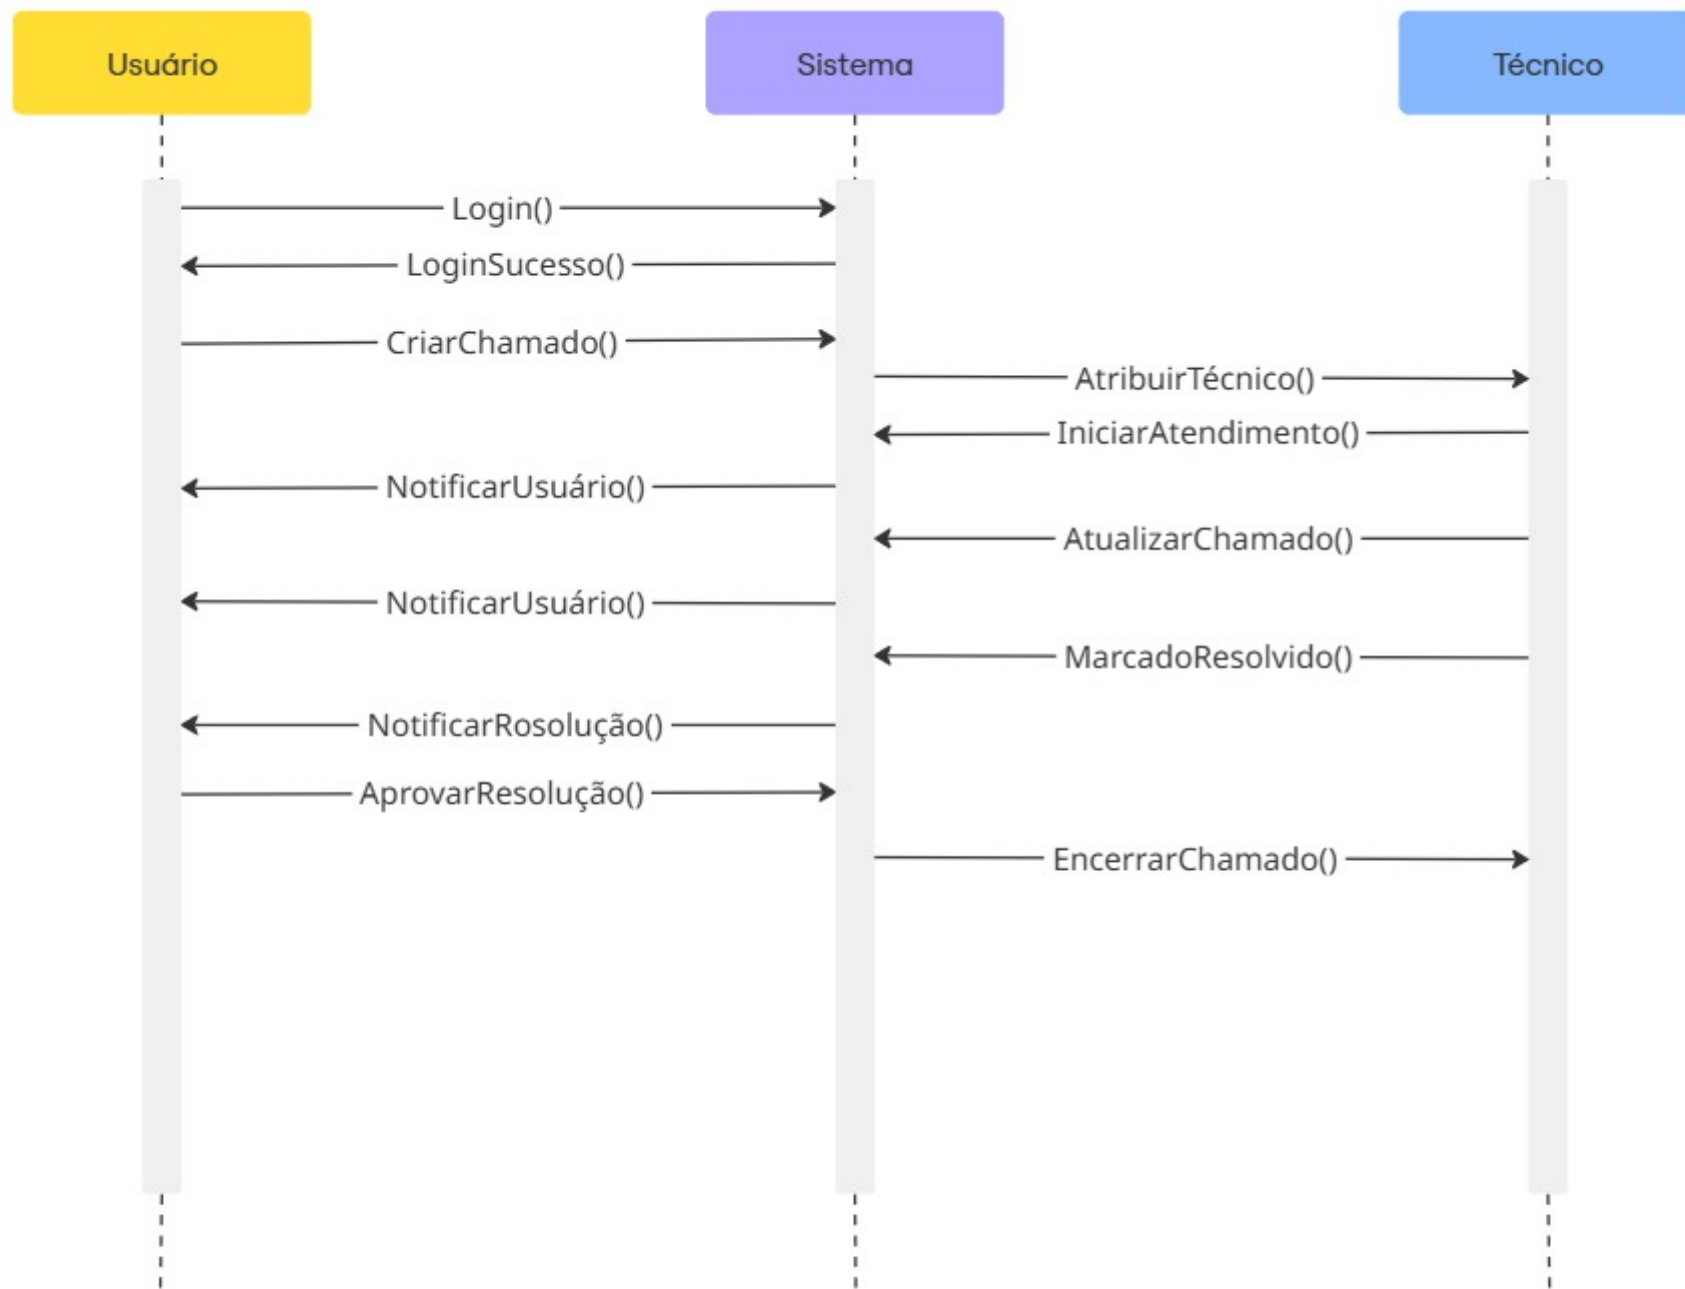 Usuário
Sistema
Técnico
Login()
LoginSucesso()
CriarChamado()
AtribuirTécnico()
IniciarAtendimento()
NotificarUsuário()
AtualizarChamado()
NotificarUsuário()
MarcadoResolvido()
NotificarRosolução()
AprovarResolução()
EncerrarChamado()